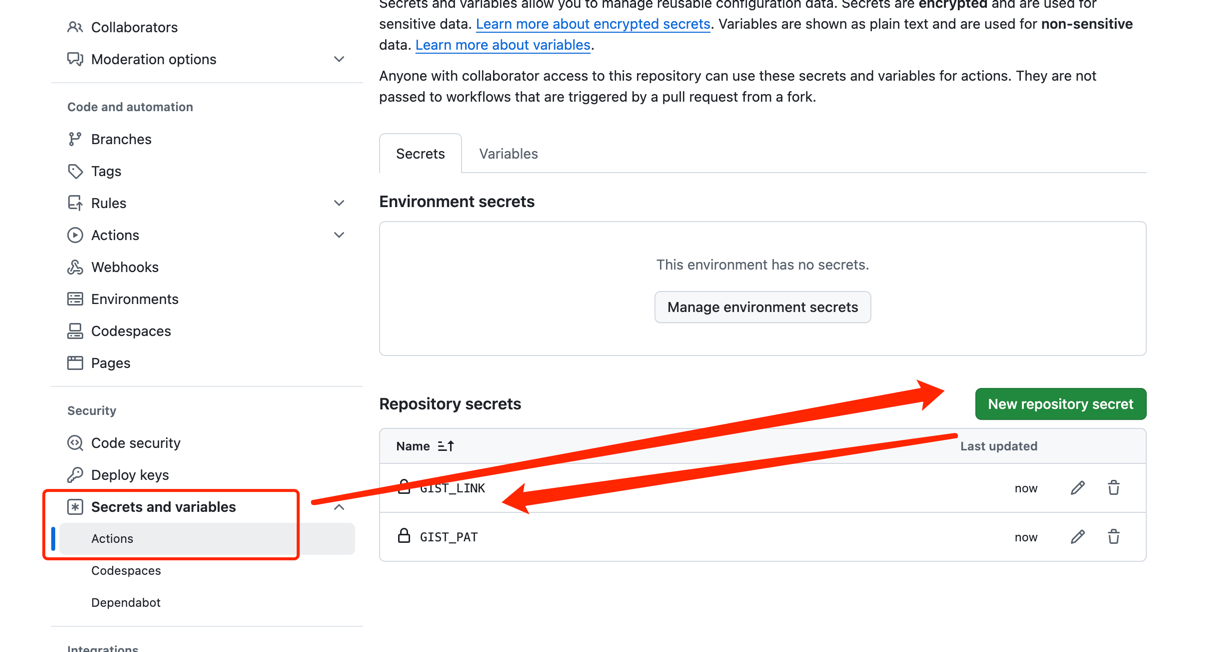 Collaborators
Moderation options
Code and automation
Branches
Tags
Rules
Actions
Webhooks
Environments
Codespaces
Pages
Security
Code security
Deploy keys
Secrets and variables
Actions
Codespaces
Dependabot
Integrations
Secrets and variables allow you to manage reusable configuration data. Secrets are encrypted and are used for
sensitive data. Learn more about encrypted secrets. Variables are shown as plain text and are used for non-sensitive
data. Learn more about variables.
Anyone with collaborator access to this repository can use these secrets and variables for actions. They are not
passed to workflows that are triggered by a pull request from a fork.
Secrets Variables
Environment secrets
This environment has no secrets.
Manage environment secrets
Repository secrets New repository secret
Name Last updated
GIST_LINK now
GIST_PAT now